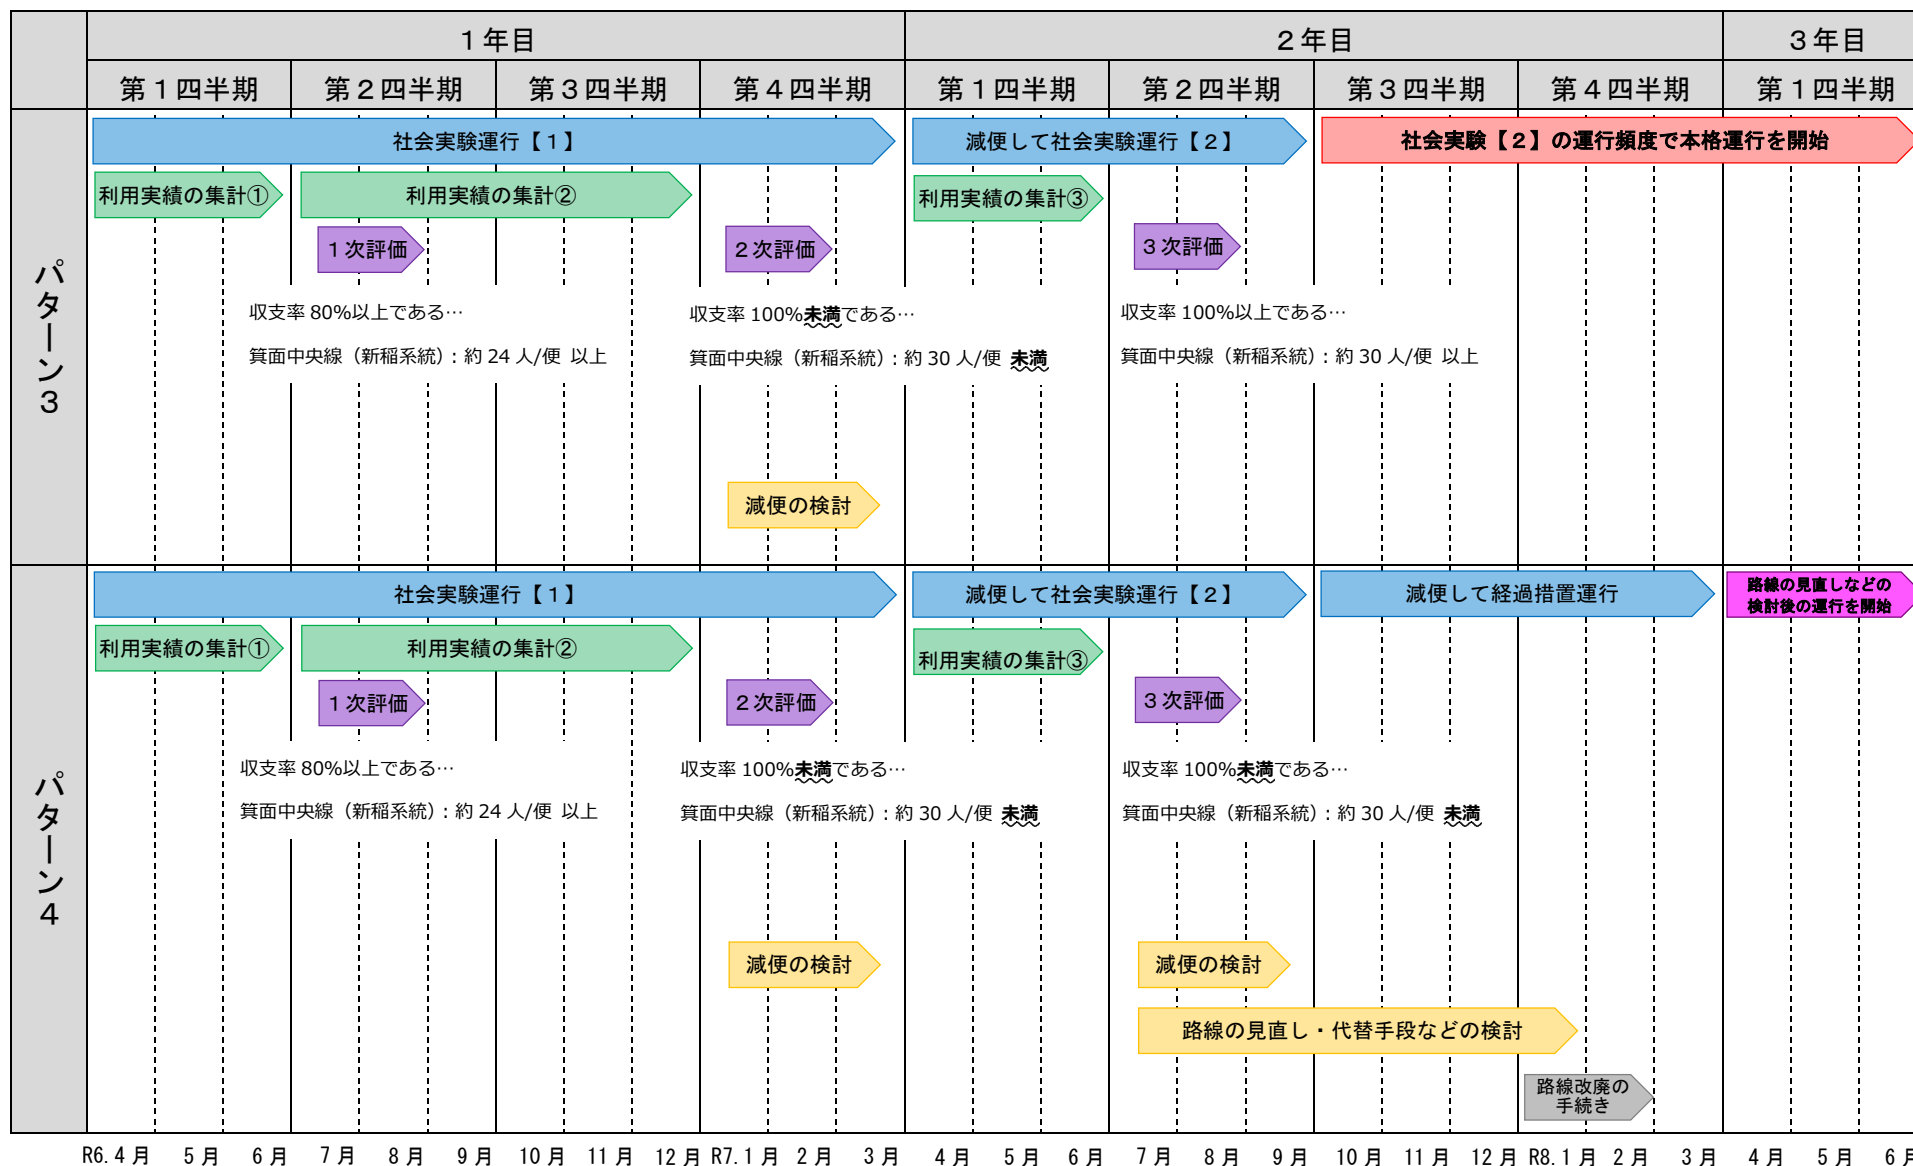 １年目
２年目
３年目
第１四半期
第２四半期
第３四半期
第４四半期
第１四半期
第２四半期
第３四半期
第４四半期
第１四半期
パターン３
社会実験運行【１】
減便して社会実験運行【２】
社会実験【２】の運行頻度で本格運行を開始
利用実績の集計①
利用実績の集計②
利用実績の集計③
１次評価
２次評価
３次評価
収支率 80%以上である…
箕面中央線（新稲系統）：約 24 人/便 以上
収支率 100%未満である…
箕面中央線（新稲系統）：約 30 人/便 未満
収支率 100%以上である…
箕面中央線（新稲系統）：約 30 人/便 以上
減便の検討
パターン４
社会実験運行【１】
減便して社会実験運行【２】
減便して経過措置運行
路線の見直しなどの
検討後の運行を開始
利用実績の集計①
利用実績の集計②
利用実績の集計③
１次評価
２次評価
３次評価
収支率 80%以上である…
箕面中央線（新稲系統）：約 24 人/便 以上
収支率 100%未満である…
箕面中央線（新稲系統）：約 30 人/便 未満
収支率 100%未満である…
箕面中央線（新稲系統）：約 30 人/便 未満
減便の検討
減便の検討
路線の見直し・代替手段などの検討
路線改廃の
手続き
R6.4月 5月 6月 7月 8月 9月 10月 11月 12月 R7.1月 2月 3月 4月 5月 6月 7月 8月 9月 10月 11月 12月 R8.1月 2月 3月 4月 5月 6月